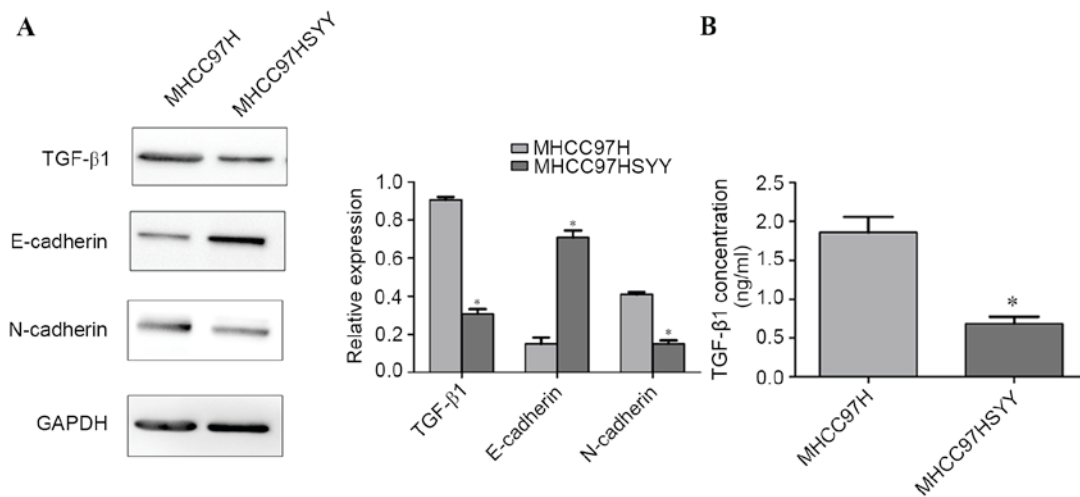 A
MHCC97H
MHCC97HSYY
TGF-β1
E-cadherin
N-cadherin
GAPDH
MHCC97H
MHCC97HSYY
Relative expression
1.0
0.8
0.6
0.4
0.2
0.0
*
*
*
TGF-β1
E-cadherin
N-cadherin
B
TGF-β1 concentration
(ng/ml)
2.5
2.0
1.5
1.0
0.5
0.0
*
MHCC97H
MHCC97HSYY